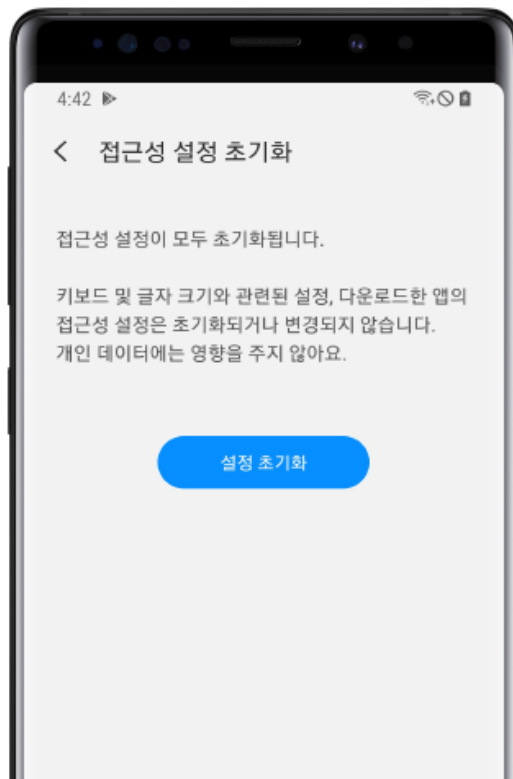 4:42
접근성 설정 초기화
접근성 설정이 모두 초기화됩니다.
키보드 및 글자 크기와 관련된 설정, 다운로드한 앱의
접근성 설정은 초기화되거나 변경되지 않습니다.
개인 데이터에는 영향을 주지 않아요.
설정 초기화